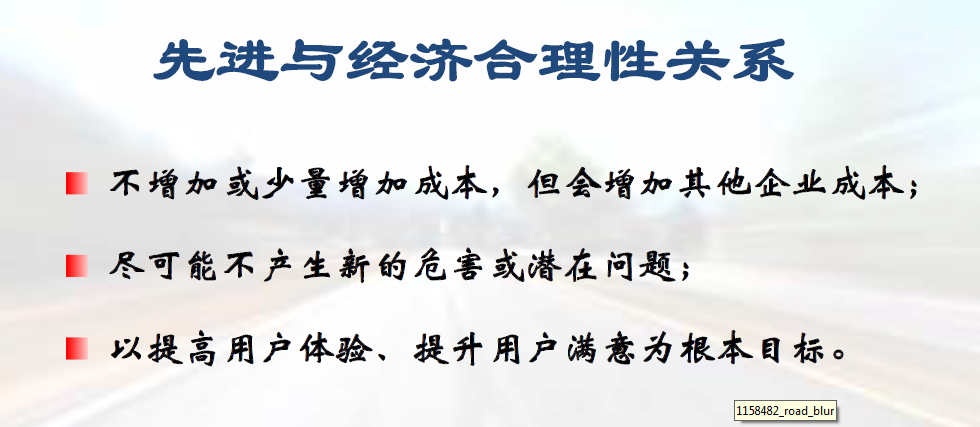 先进与经济合理性关系
不增加或少量增加成本，但会增加其他企业成本；
尽可能不产生新的危害或潜在问题；
以提高用户体验、提升用户满意为根本目标。
1158482_road_blur